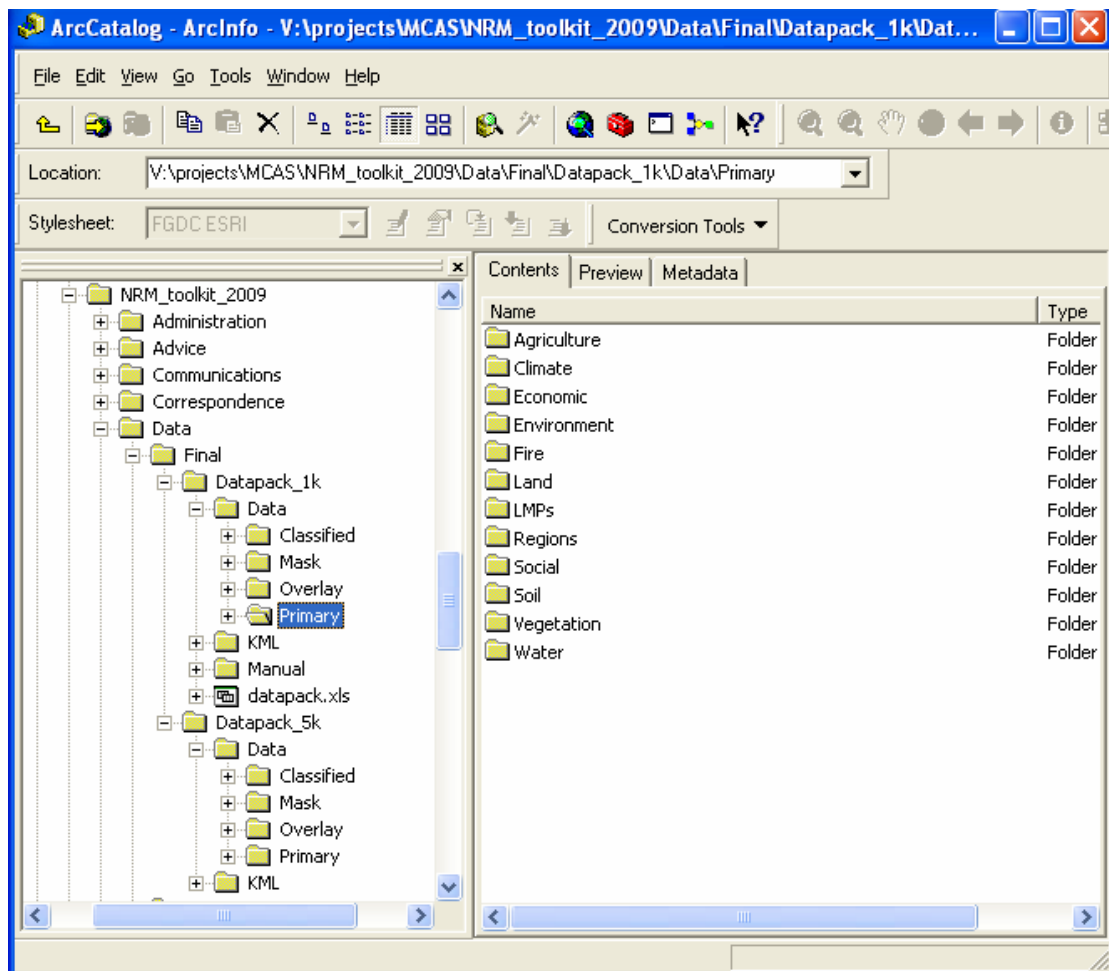 ArcCatalog - ArcInfo - V:\projects\MCAS\NRM_toolkit_2009\Data\Final\Datapack_1k\Dat...
File Edit View Go Tools Window Help
Location: V:\projects\MCAS\NRM_toolkit_2009\Data\Final\Datapack_1k\Data\Primary
Stylesheet: FGDC ESRI Conversion Tools
NRM_toolkit_2009
Administration
Advice
Communications
Correspondence
Data
Final
Datapack_1k
Data
Classified
Mask
Overlay
Primary
KML
Manual
datapack.xls
Datapack_5k
Data
Classified
Mask
Overlay
Primary
KML
Contents Preview Metadata
Name Type
Agriculture Folder
Climate Folder
Economic Folder
Environment Folder
Fire Folder
Land Folder
LMPs Folder
Regions Folder
Social Folder
Soil Folder
Vegetation Folder
Water Folder